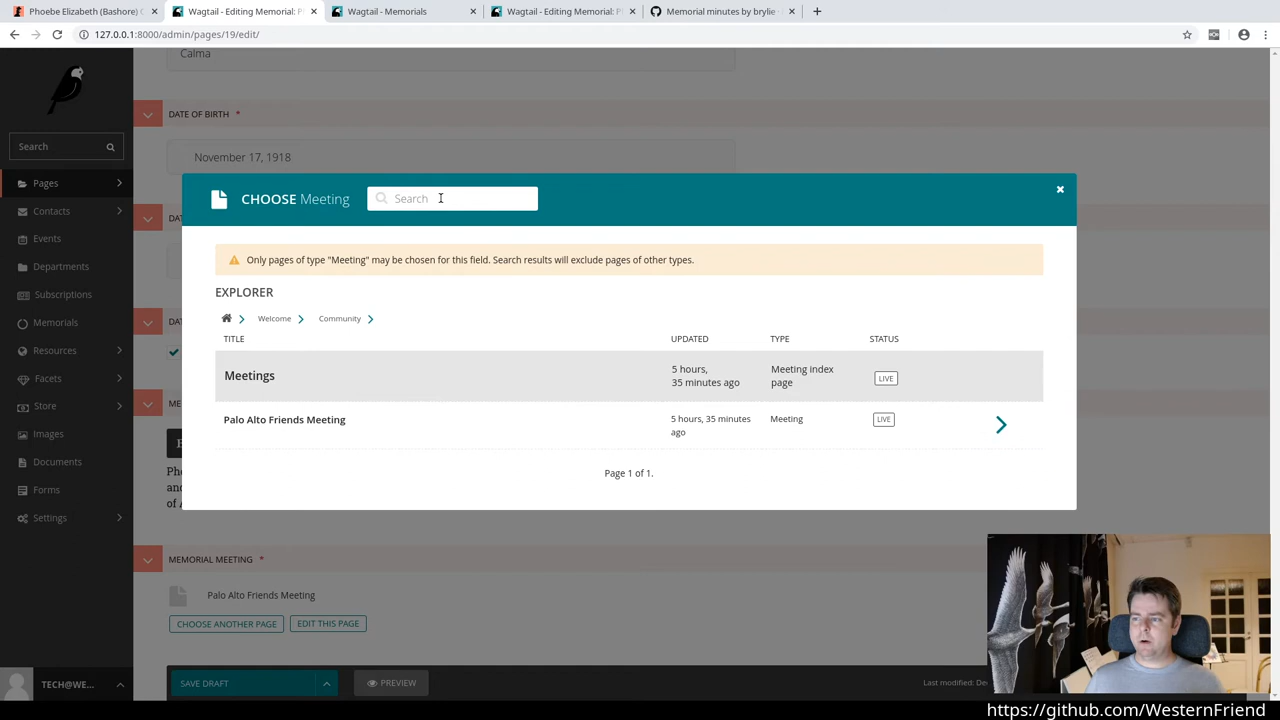 Phoebe Elizabeth (Bashore) C
Wagtail - Editing Memorial: P
Wagtail - Memorials
Wagtail - Editing Memorial: P
Memorial minutes by brylie ·
127.0.0.1:8000/admin/pages/19/edit/
Search
Pages
Contacts
Events
Departments
Subscriptions
Memorials
Resources
Facets
Store
Images
Documents
Forms
Settings
TECH@WE...
Calma
DATE OF BIRTH *
November 17, 1918
CHOOSE Meeting
Search
Only pages of type "Meeting" may be chosen for this field. Search results will exclude pages of other types.
EXPLORER
Welcome
Community
TITLE UPDATED TYPE STATUS
Meetings
5 hours,
35 minutes ago
Meeting index
page
LIVE
Palo Alto Friends Meeting
5 hours, 35 minutes
ago
Meeting
LIVE
Page 1 of 1.
MEMORIAL MEETING *
Palo Alto Friends Meeting
CHOOSE ANOTHER PAGE
EDIT THIS PAGE
SAVE DRAFT
PREVIEW
Last modified:
https://github.com/WesternFriend